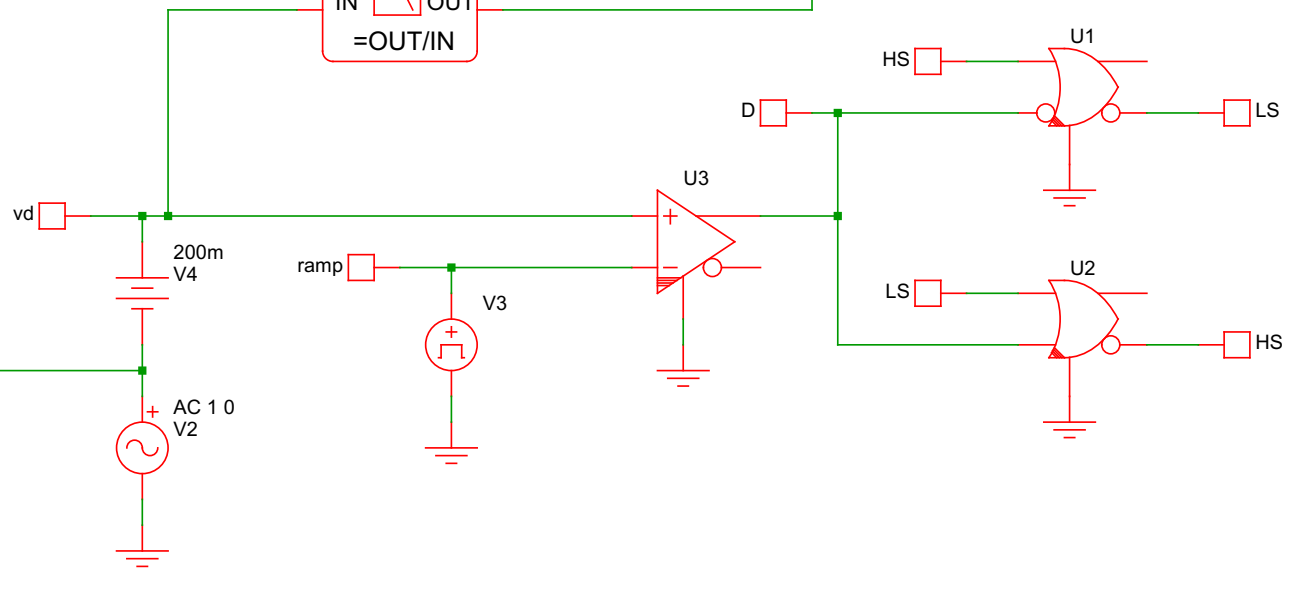 IN OUT
=OUT/IN
U1
HS
D
LS
U3
vd
200m
V4
ramp
V3
U2
LS
HS
AC 1 0
V2